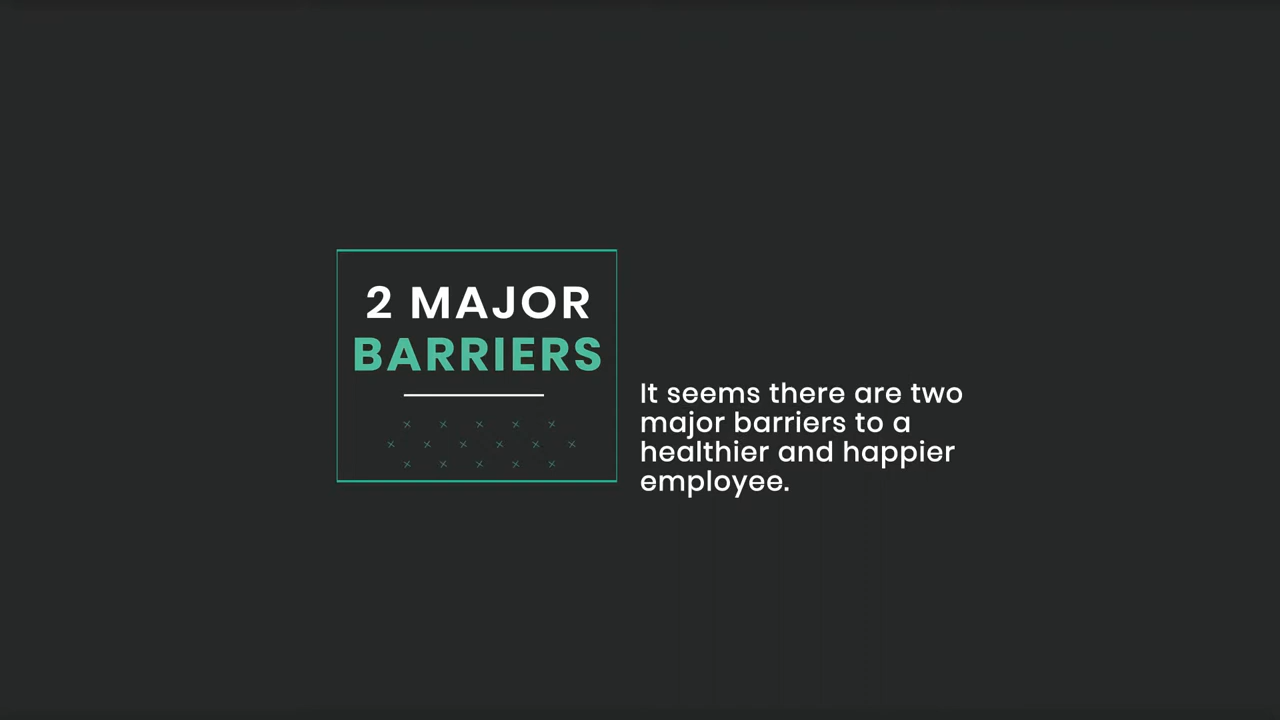 2 MAJOR
BARRIERS
It seems there are two
major barriers to a
healthier and happier
employee.